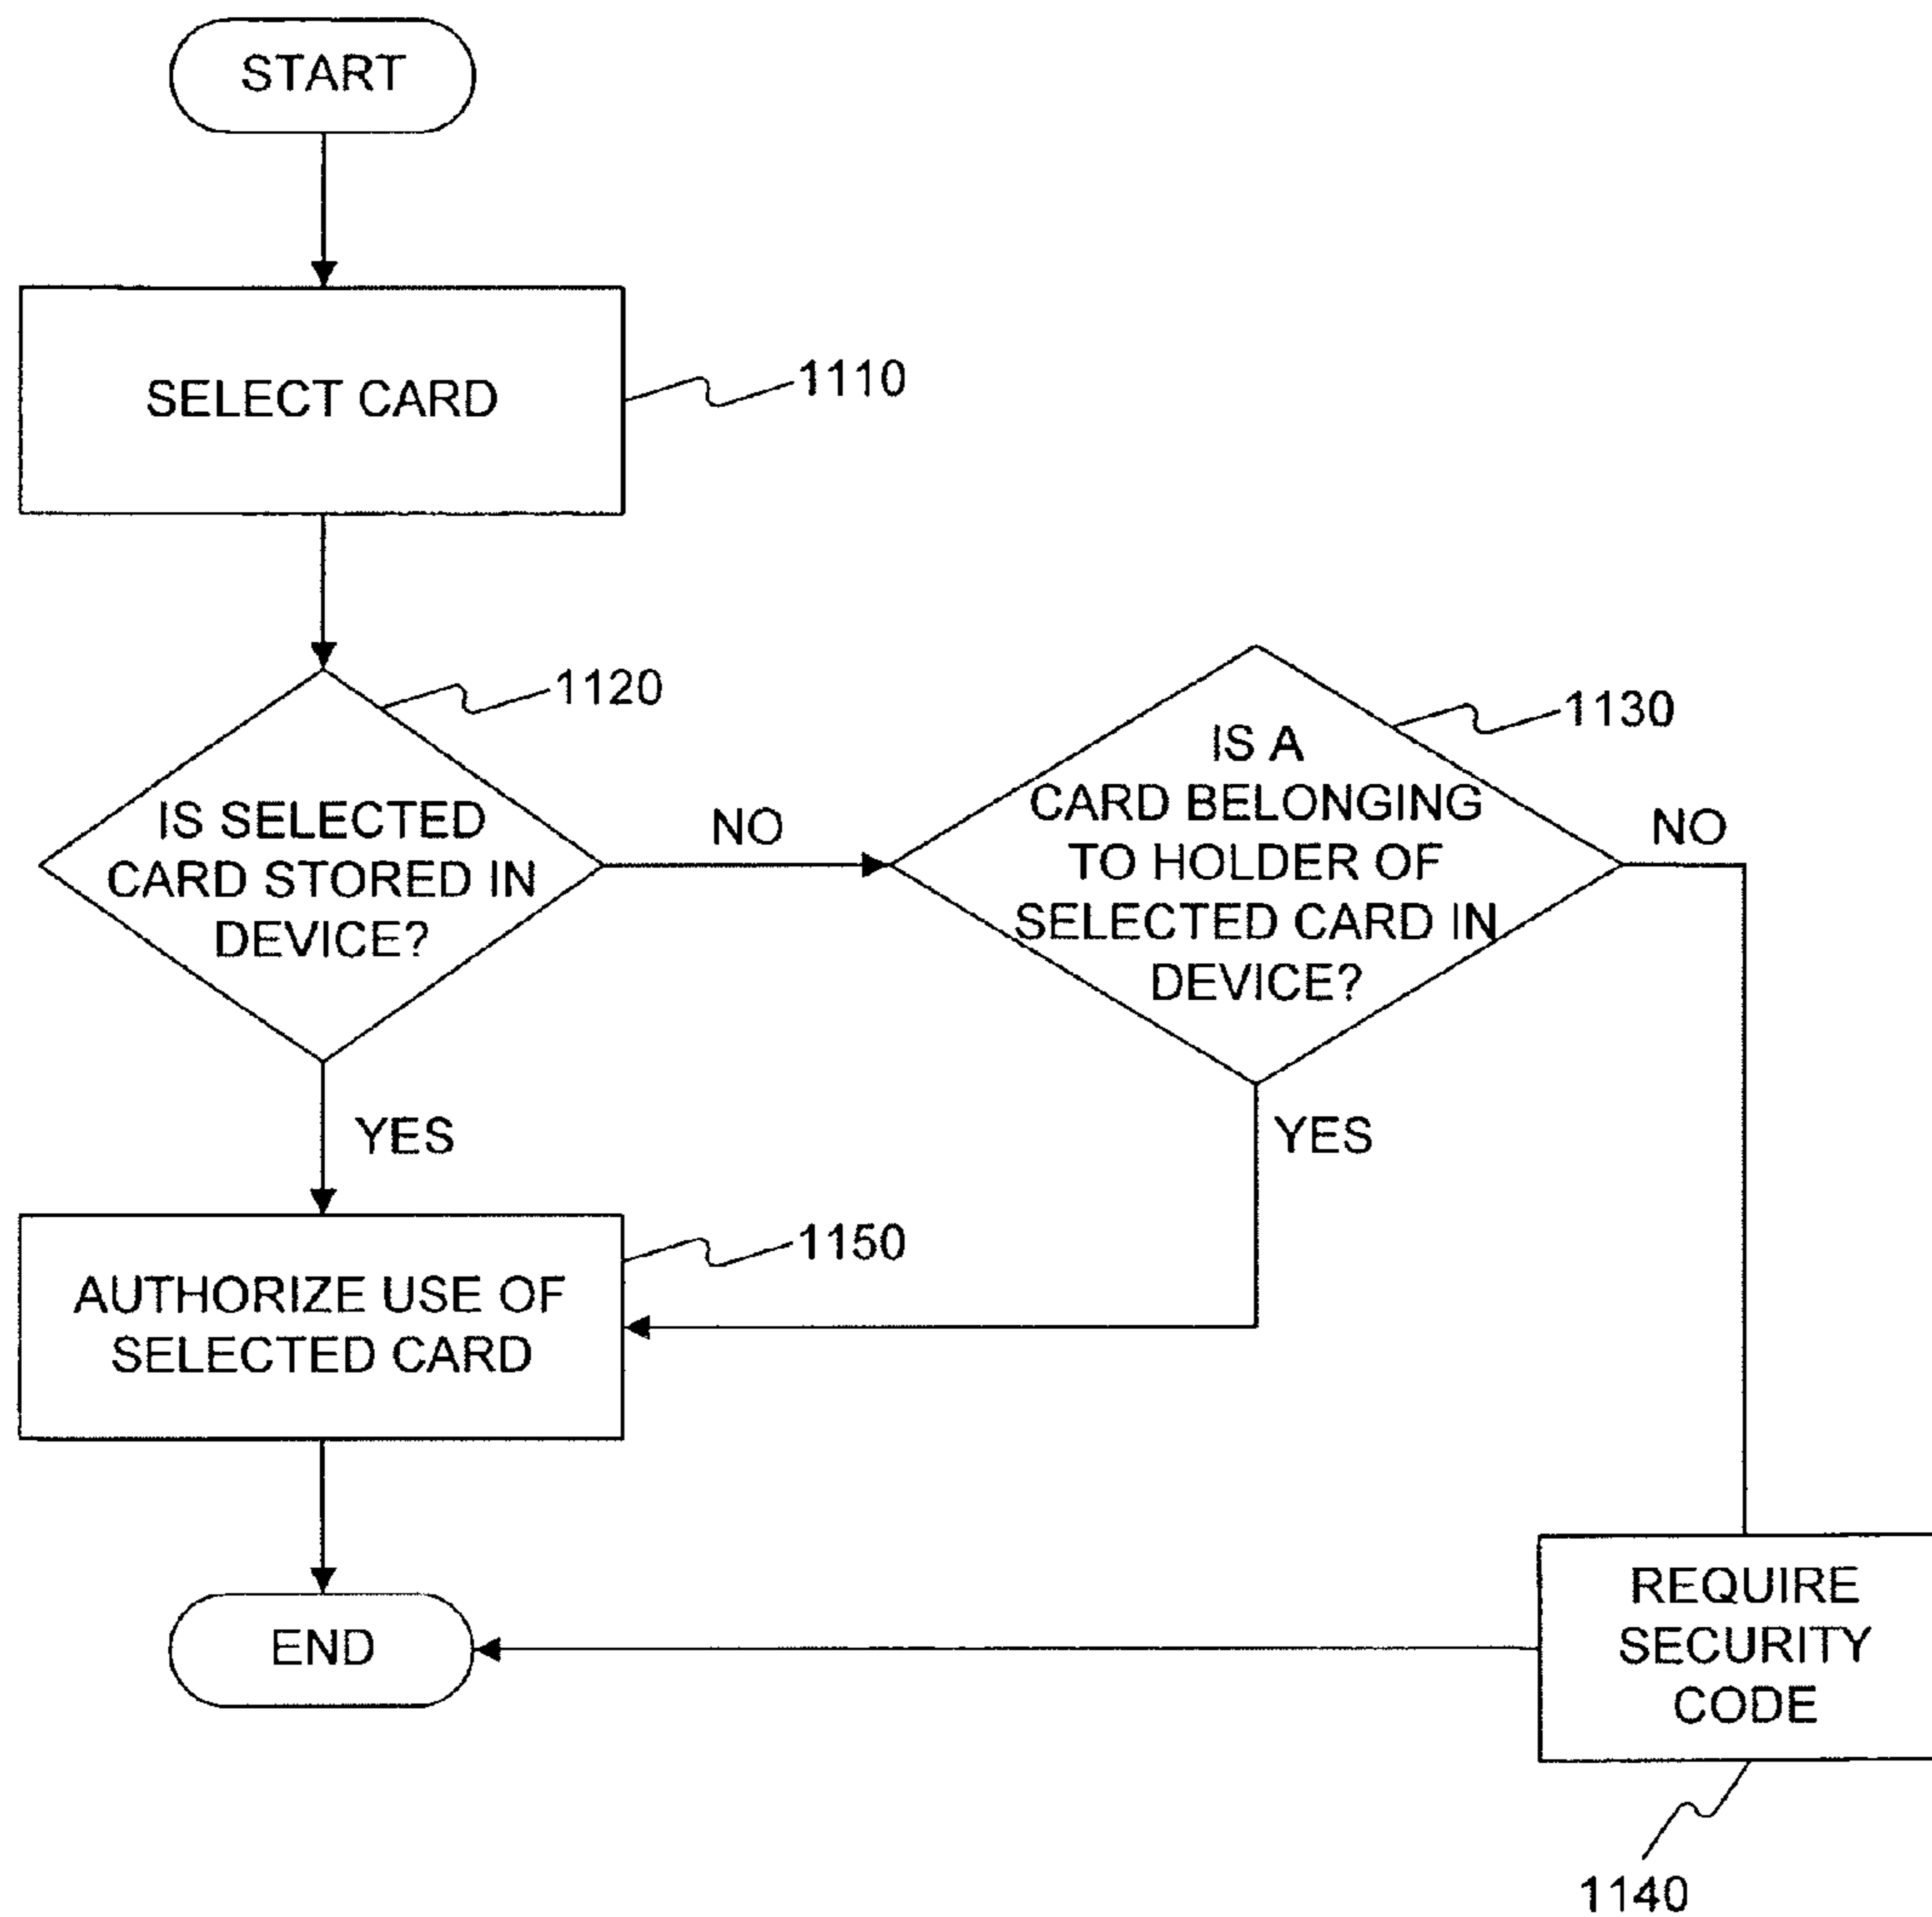 START
SELECT CARD
1110
1120
IS SELECTED
CARD STORED IN
DEVICE?
NO
1130
IS A
CARD BELONGING
TO HOLDER OF
SELECTED CARD IN
DEVICE?
NO
YES
YES
1150
AUTHORIZE USE OF
SELECTED CARD
END
REQUIRE
SECURITY
CODE
1140